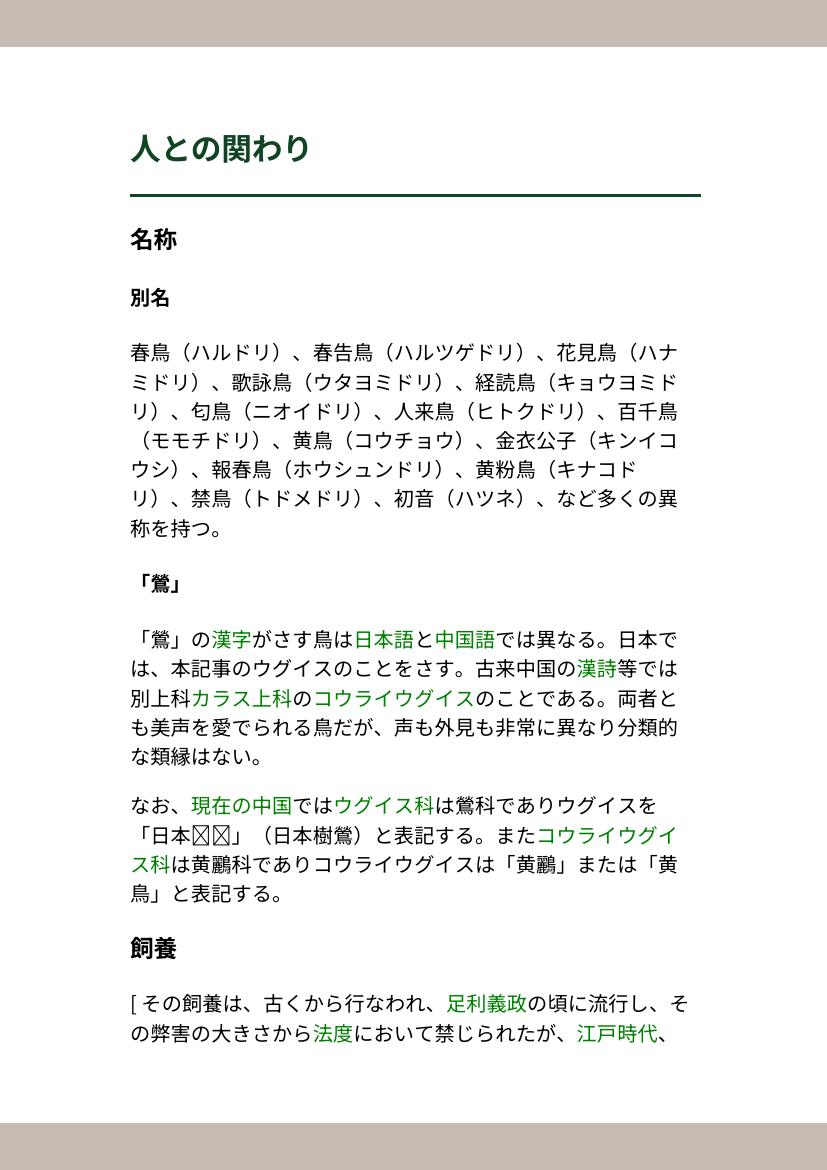 人との関わり
名称
別名
春鳥（ハルドリ）、春告鳥（ハルツゲドリ）、花見鳥（ハナ
ミドリ）、歌詠鳥（ウタヨミドリ）、経読鳥（キョウヨミド
リ）、匂鳥（ニオイドリ）、人来鳥（ヒトクドリ）、百千鳥
（モモチドリ）、黄鳥（コウチョウ）、金衣公子（キンイコ
ウシ）、報春鳥（ホウシュンドリ）、黄粉鳥（キナコド
リ）、禁鳥（トドメドリ）、初音（ハツネ）、など多くの異
称を持つ。
「鶯」
「鶯」の漢字がさす鳥は日本語と中国語では異なる。日本で
は、本記事のウグイスのことをさす。古来中国の漢詩等では
別上科カラス上科のコウライウグイスのことである。両者と
も美声を愛でられる鳥だが、声も外見も非常に異なり分類的
な類縁はない。
なお、現在の中国ではウグイス科は鶯科でありウグイスを
「日本」（日本樹鶯）と表記する。またコウライウグイ
ス科は黄鸝科でありコウライウグイスは「黄鸝」または「黄
鳥」と表記する。
飼養
[ その飼養は、古くから行なわれ、足利義政の頃に流行し、そ
の弊害の大きさから法度において禁じられたが、江戸時代、